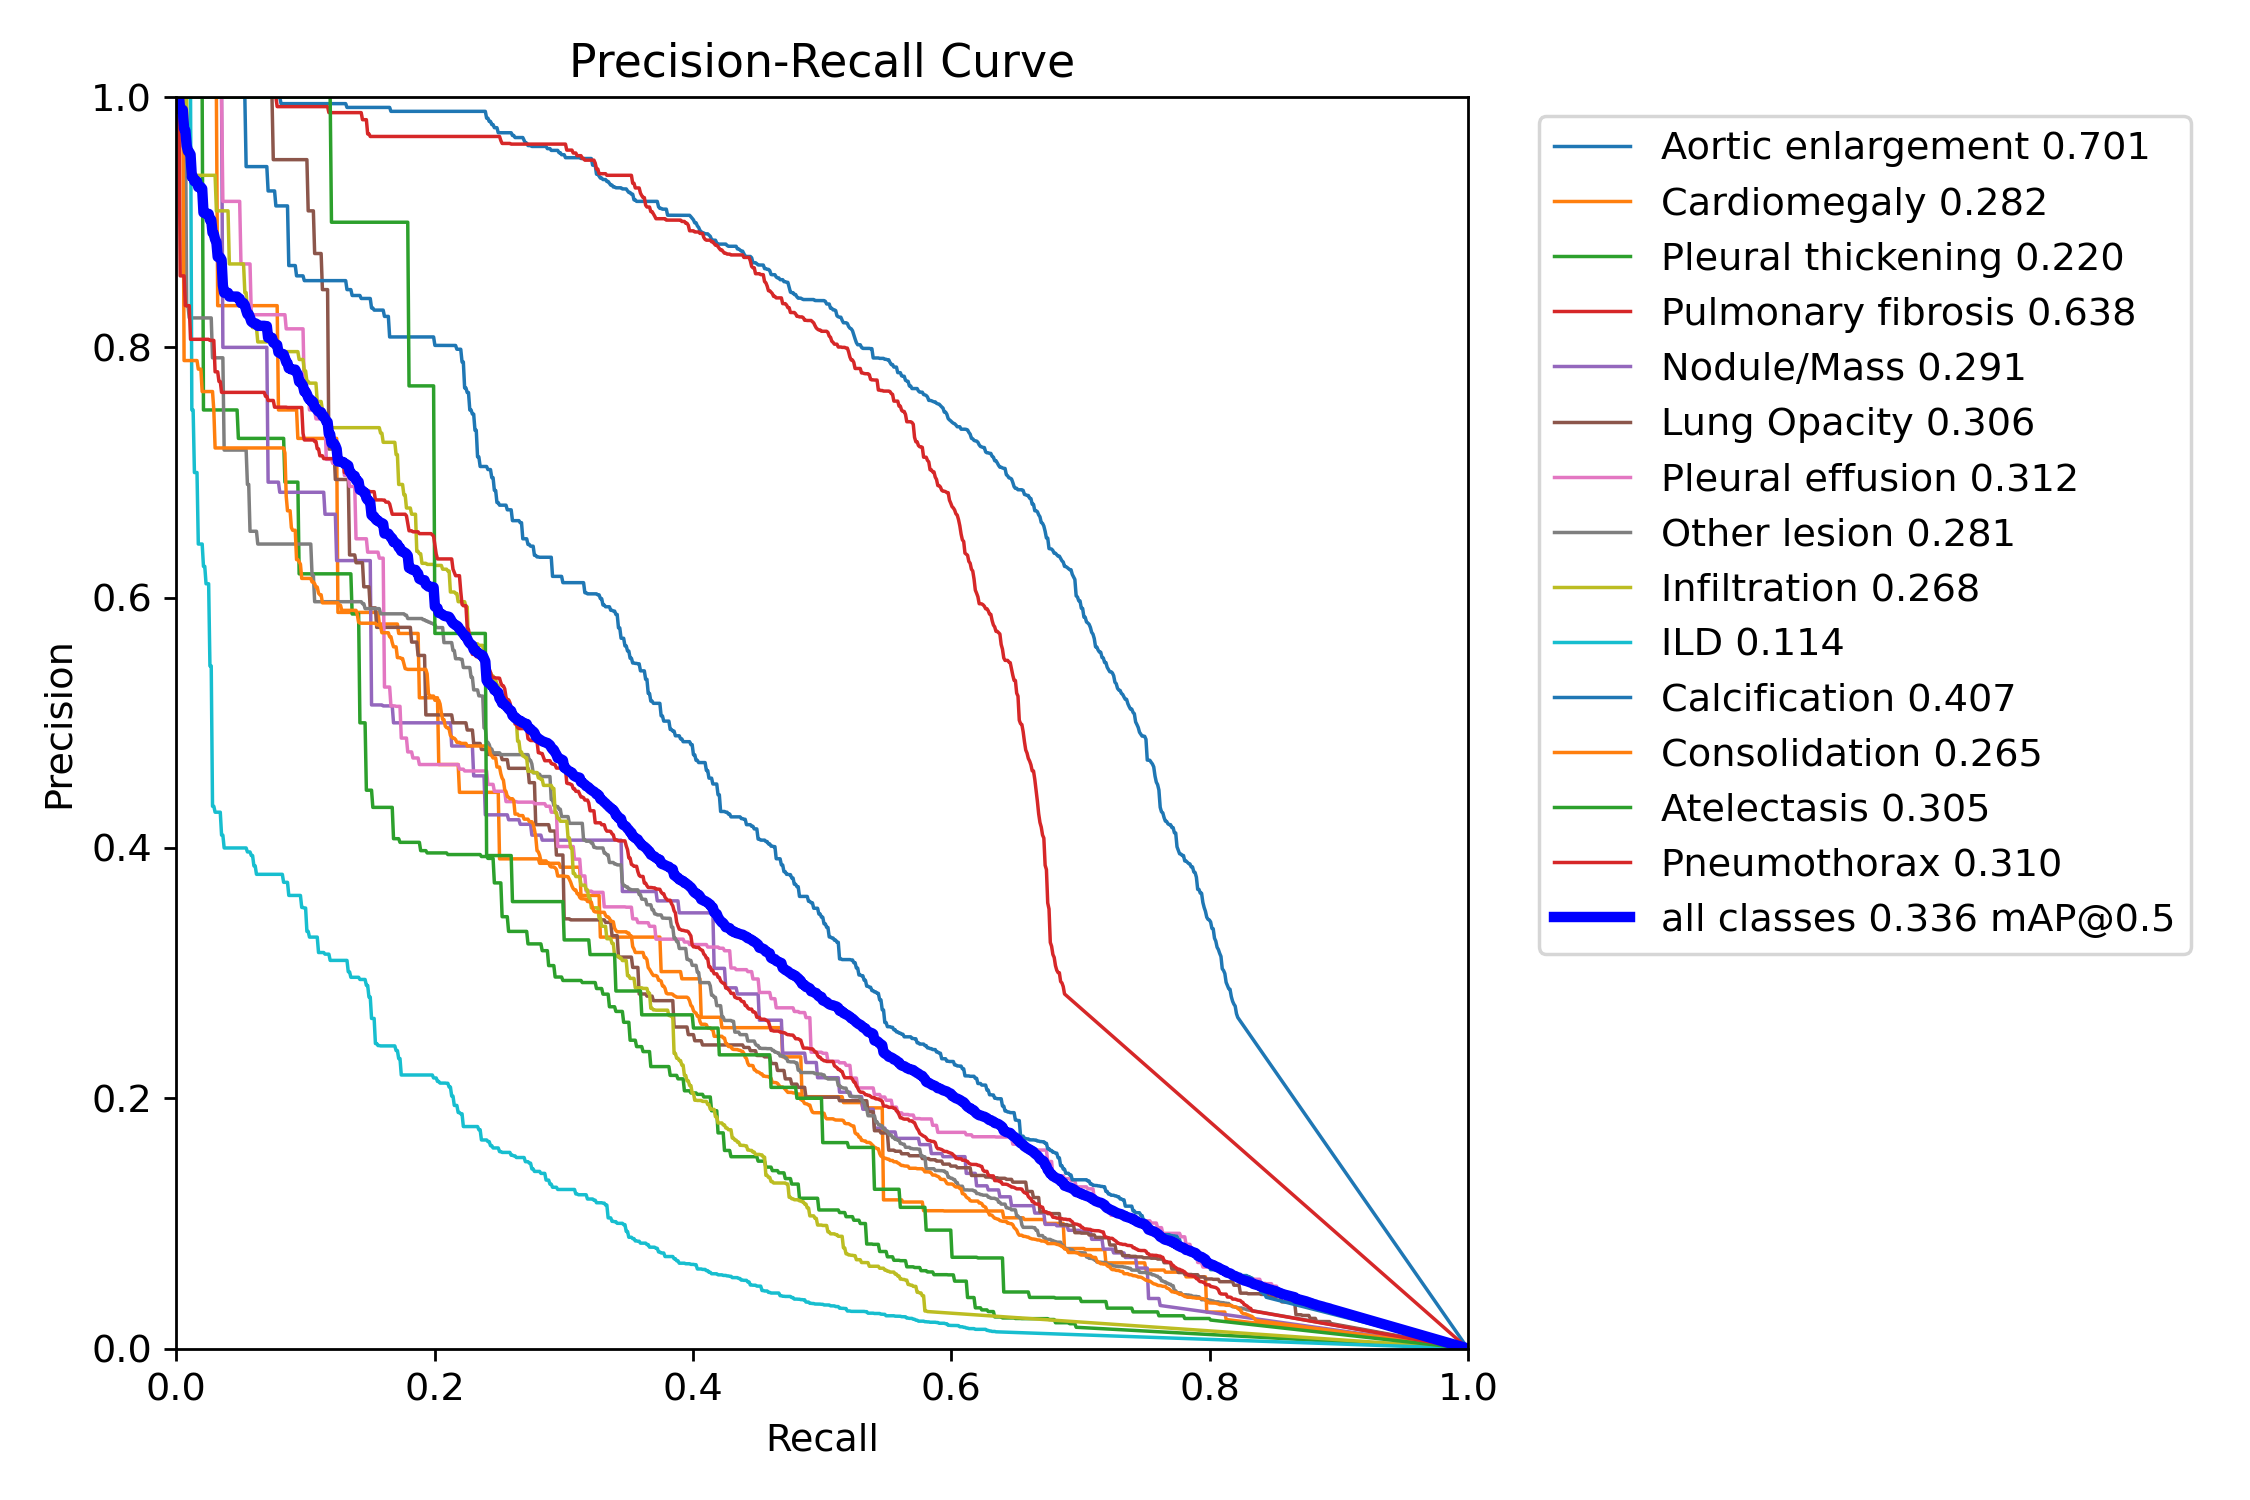 Precision-Recall Curve
1.0
0.8
0.6
0.4
0.2
0.0
Precision
0.0 0.2 0.4 0.6 0.8 1.0
Recall
Aortic enlargement 0.701
Cardiomegaly 0.282
Pleural thickening 0.220
Pulmonary fibrosis 0.638
Nodule/Mass 0.291
Lung Opacity 0.306
Pleural effusion 0.312
Other lesion 0.281
Infiltration 0.268
ILD 0.114
Calcification 0.407
Consolidation 0.265
Atelectasis 0.305
Pneumothorax 0.310
all classes 0.336 mAP@0.5